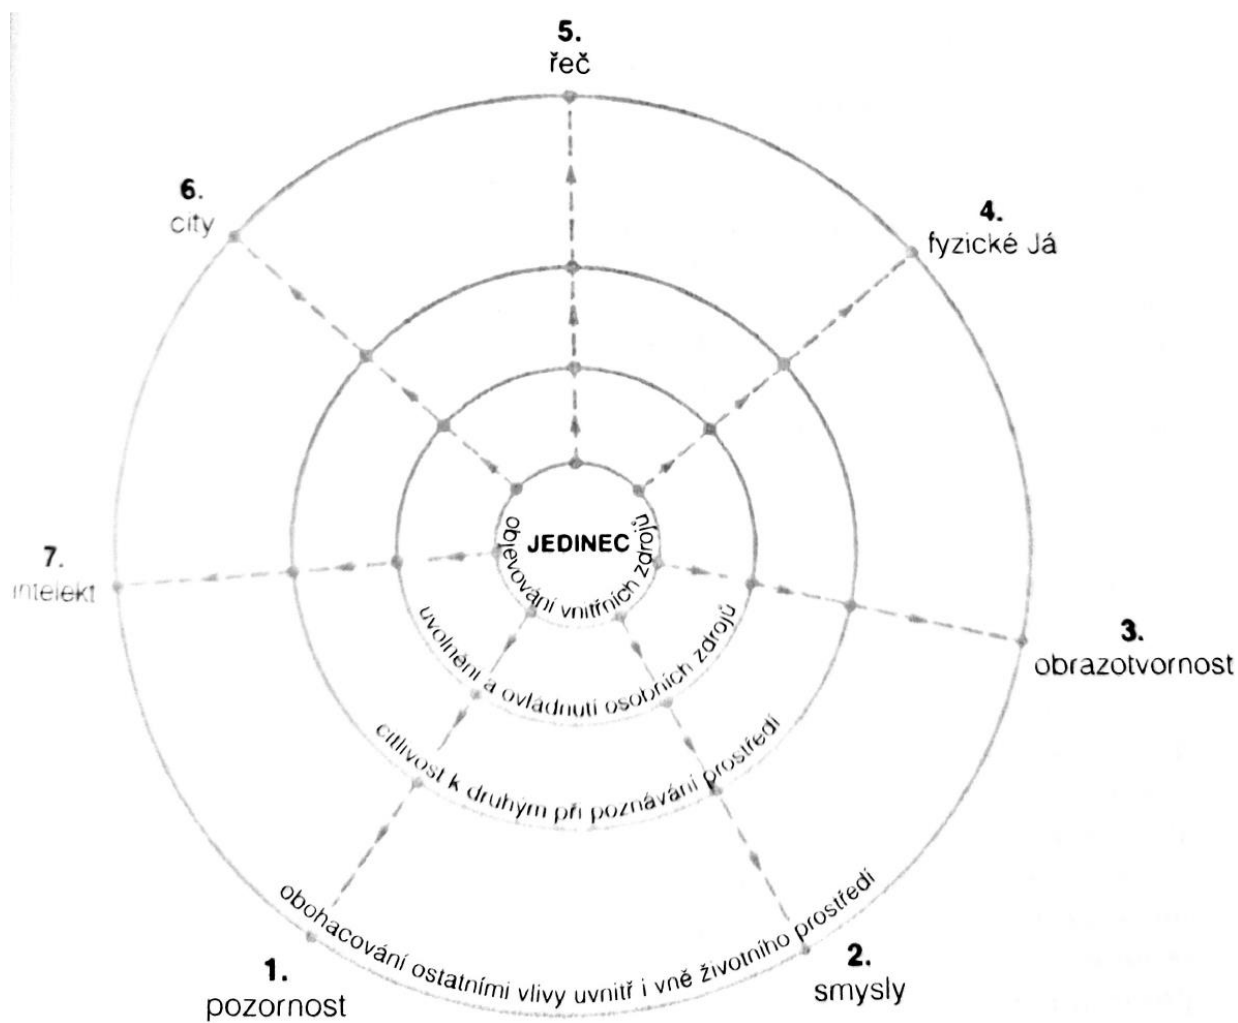 5.
řeč
6.
city
4.
fyzické Já
7.
intelekt
JEDINEC
objevování vnitřních zdrojů
uvolnění a ovládnutí osobních zdrojů
citlivost k druhým při poznávání prostředí
obohacování ostatními vlivy uvnitř i vně životního prostředí
3.
obrazotvornost
1.
pozornost
2.
smysly